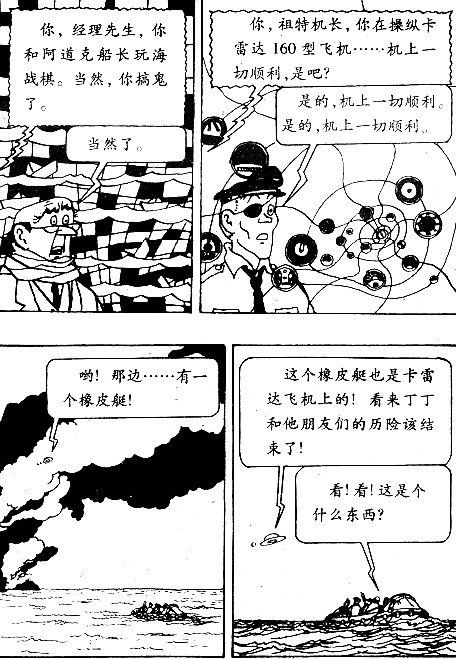 你，经理先生，你
和阿道克船长玩海
战棋。当然，你搞鬼
了。
当然了。
你，祖特机长，你在操纵卡
雷达 160 型飞机……机上一
切顺利，是吧？
是的，机上一切顺利。
是的，机上一切顺利。
哟！那边……有一
个橡皮艇！
这个橡皮艇也是卡雷
达飞机上的！看来丁丁
和他朋友们的历险该结
束了！
看！看！这是个
什么东西？